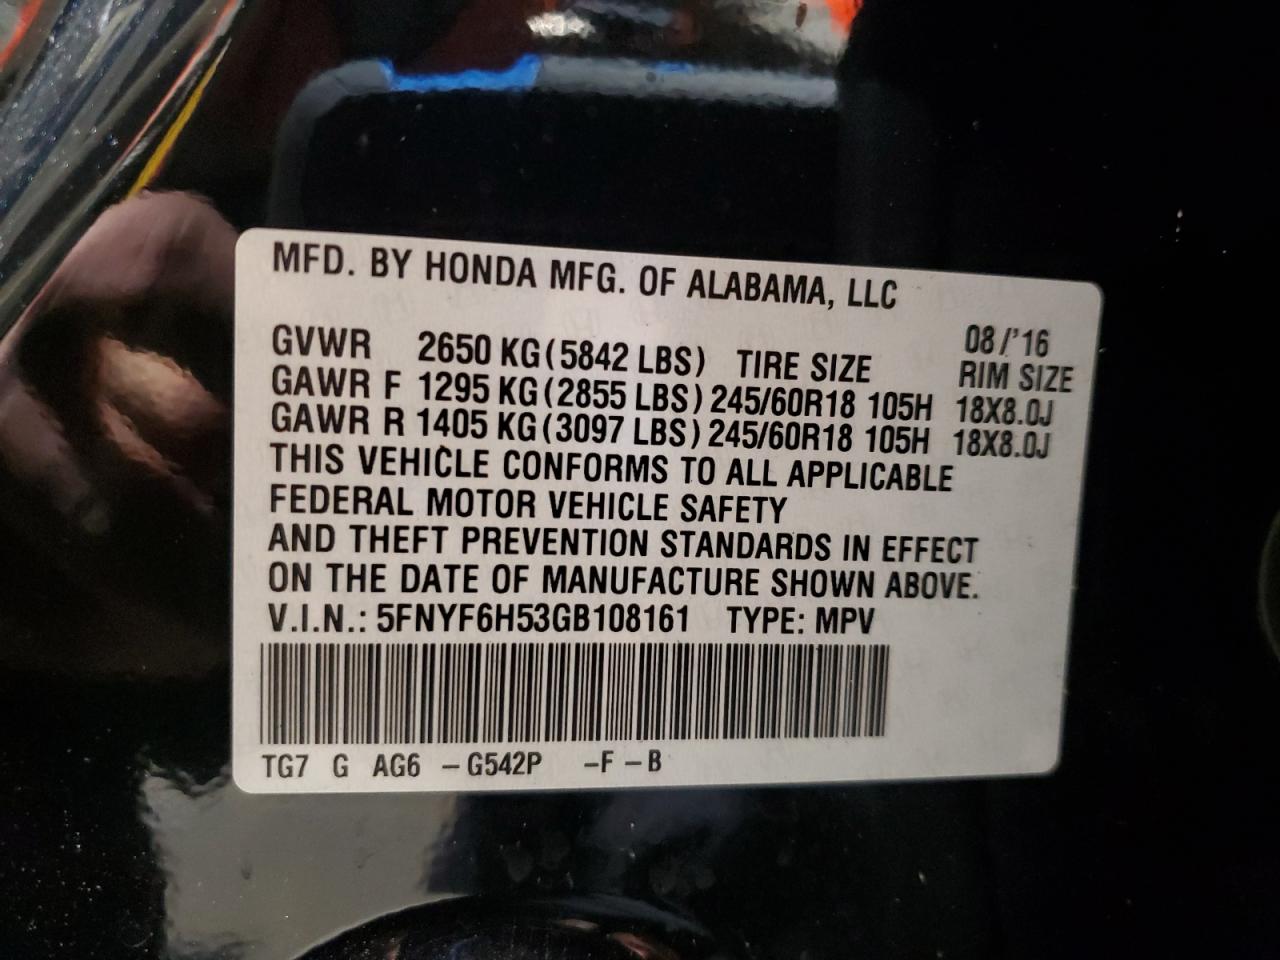 MFD. BY HONDA MFG. OF ALABAMA, LLC
08/'16
GVWR 2650 KG(5842 LBS) TIRE SIZE RIM SIZE
GAWR F 1295 KG(2855 LBS) 245/60R18 105H 18X8.0J
GAWR R 1405 KG(3097 LBS) 245/60R18 105H 18X8.0J
THIS VEHICLE CONFORMS TO ALL APPLICABLE
FEDERAL MOTOR VEHICLE SAFETY
AND THEFT PREVENTION STANDARDS IN EFFECT
ON THE DATE OF MANUFACTURE SHOWN ABOVE.
V.I.N.: 5FNYF6H53GB108161 TYPE: MPV
TG7 G AG6 -G542P -F-B